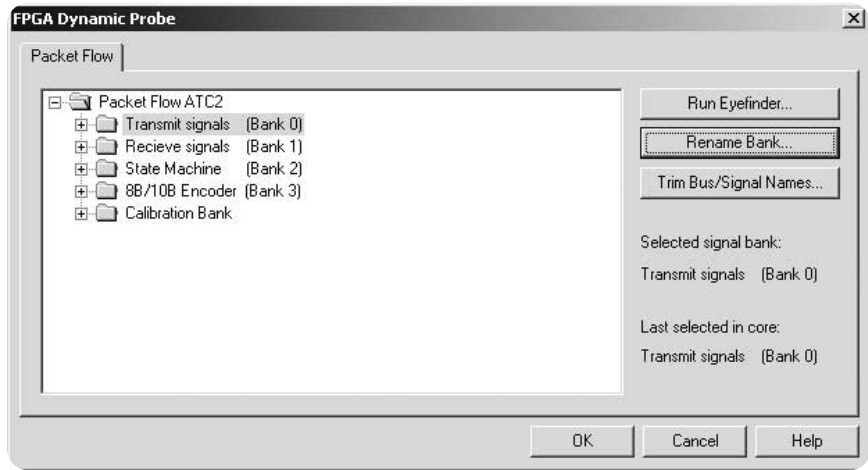 FPGA Dynamic Probe
Packet Flow
Packet Flow ATC2
Transmit signals (Bank 0)
Recieve signals (Bank 1)
State Machine (Bank 2)
8B/10B Encoder (Bank 3)
Calibration Bank
Run Eyefinder...
Rename Bank...
Trim Bus/Signal Names...
Selected signal bank:
Transmit signals (Bank 0)
Last selected in core:
Transmit signals (Bank 0)
OK
Cancel
Help